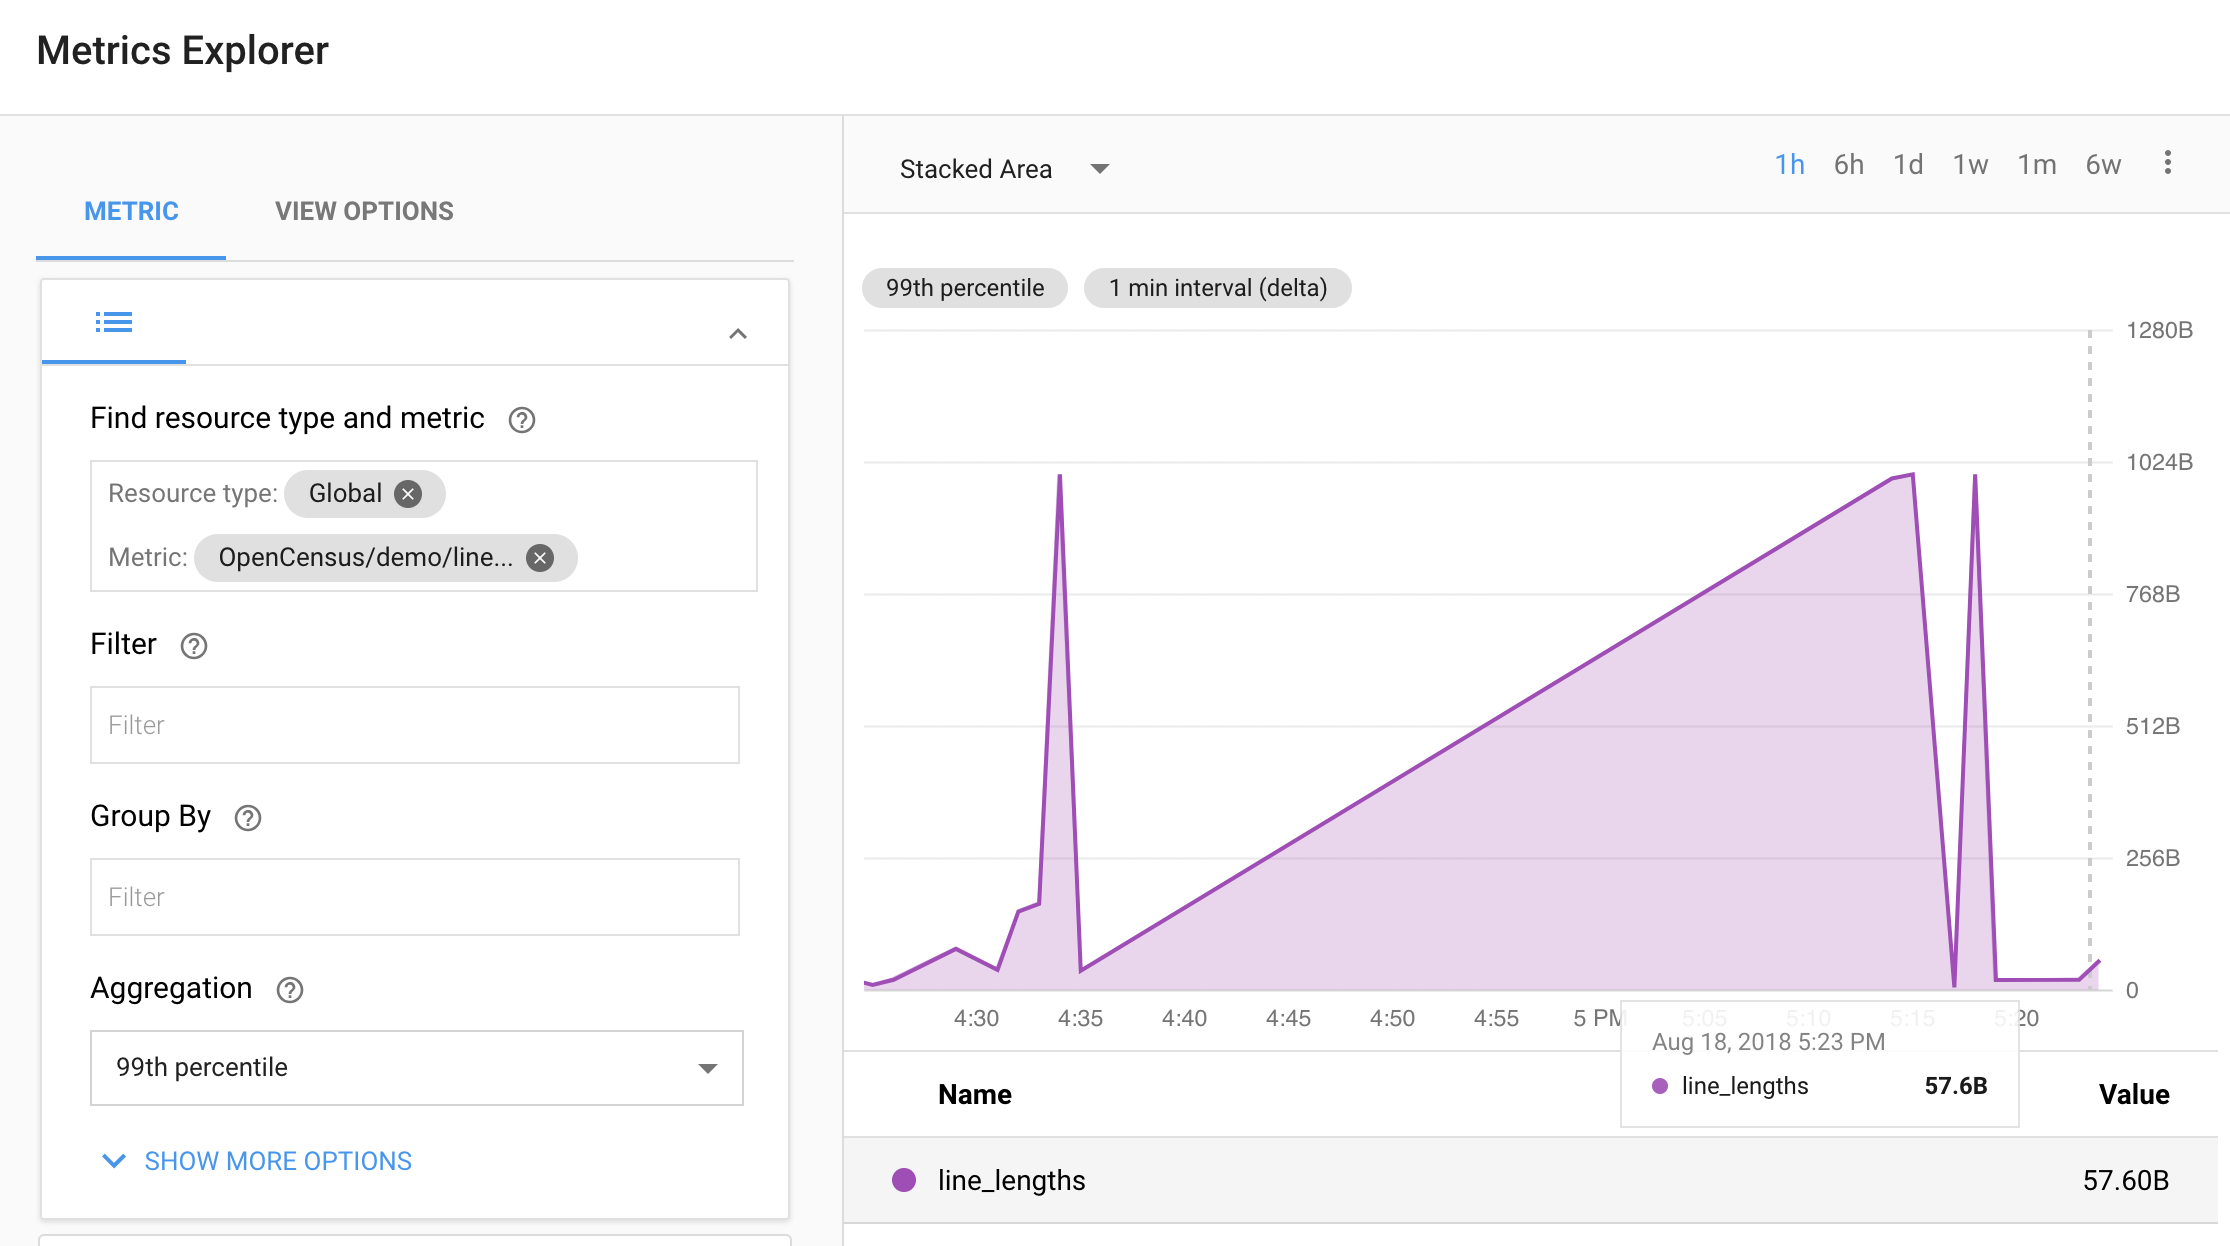 Metrics Explorer
METRIC
VIEW OPTIONS
Find resource type and metric
Resource type: Global
Metric: OpenCensus/demo/line...
Filter
Filter
Group By
Filter
Aggregation
99th percentile
SHOW MORE OPTIONS
Stacked Area
1h 6h 1d 1w 1m 6w
99th percentile
1 min interval (delta)
1280B
1024B
768B
512B
256B
0
4:30 4:35 4:40 4:45 4:50 4:55 5 PM 5:05 5:10 5:15 5:20
Aug 18, 2018 5:23 PM
line_lengths 57.6B
Name Value
line_lengths 57.60B